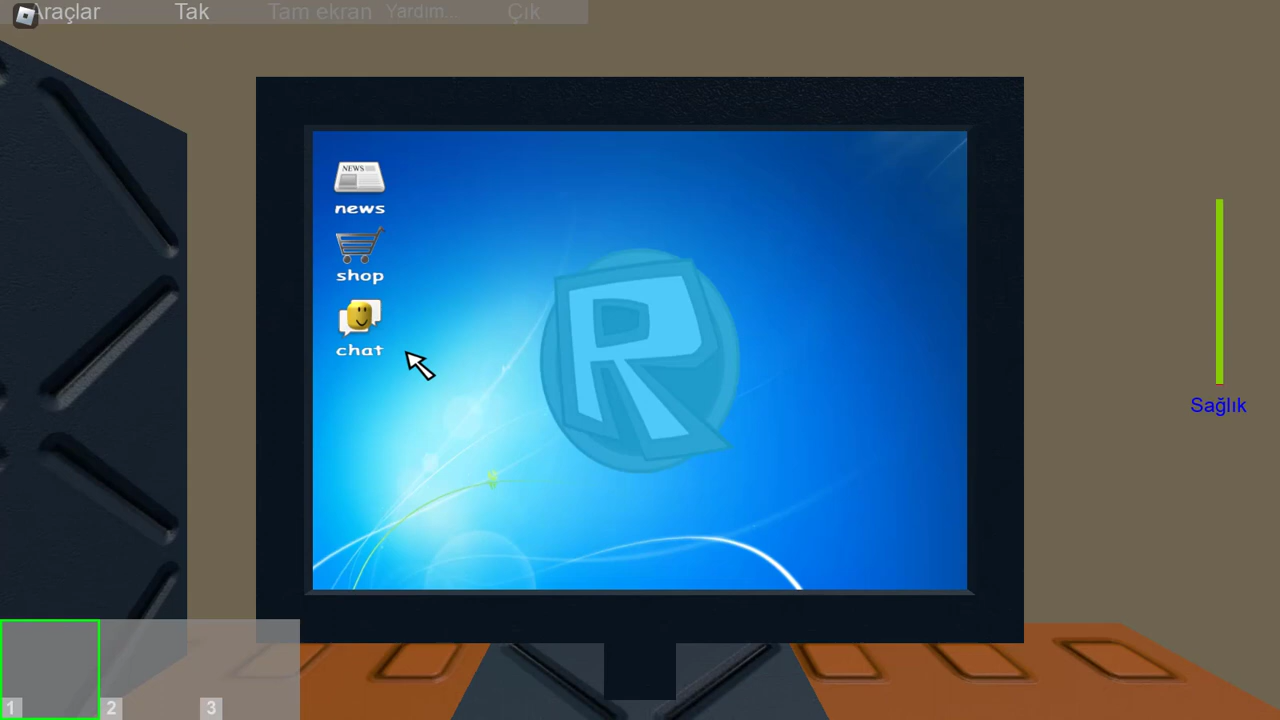 Araçlar Tak Tam ekran Yardım... Çık
NEWS
news
shop
chat
R
Sağlık
1 2 3